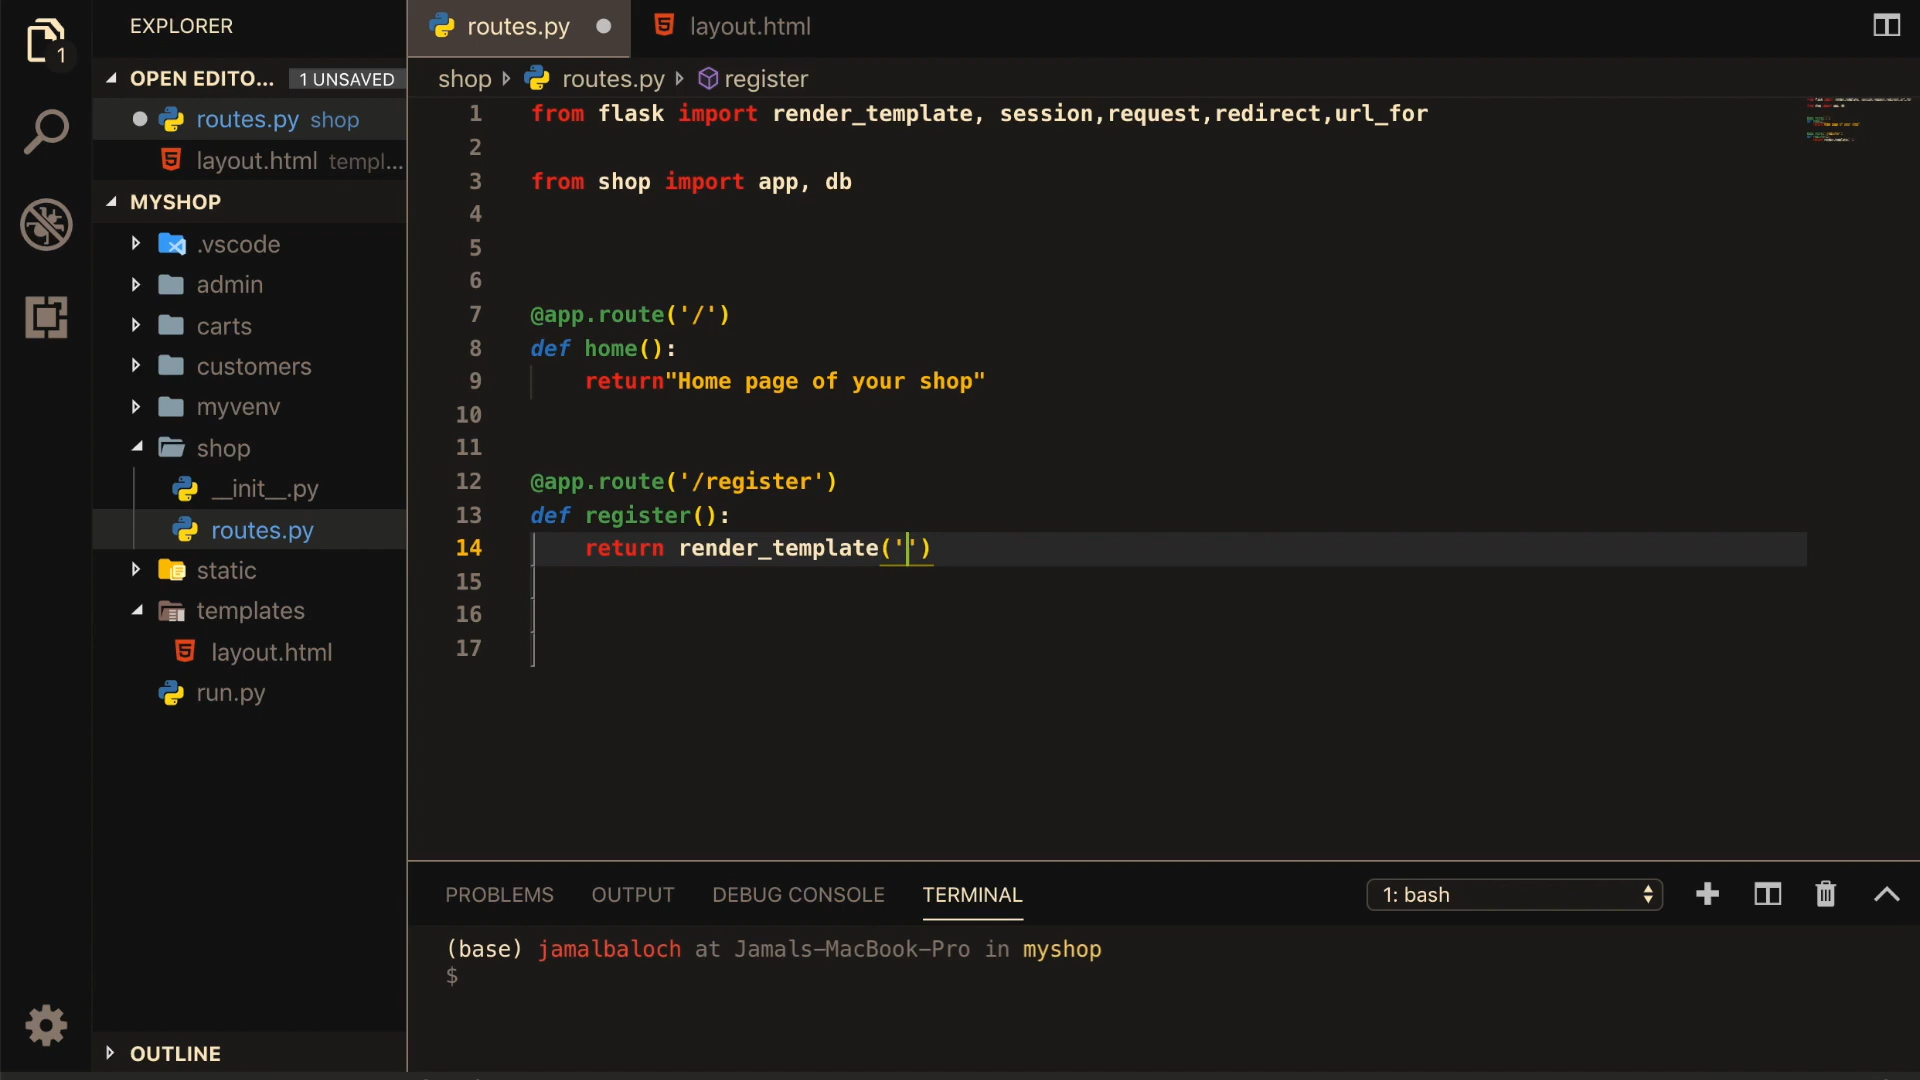 EXPLORER
1
OPEN EDITO... 1 UNSAVED
routes.py shop
layout.html templ...
MYSHOP
.vscode
admin
carts
customers
myvenv
shop
__init__.py
routes.py
static
templates
layout.html
run.py
OUTLINE
routes.py
layout.html
shop routes.py register
1 from flask import render_template, session,request,redirect,url_for
2
3 from shop import app, db
4
5
6
7 @app.route('/')
8 def home():
9 return"Home page of your shop"
10
11
12 @app.route('/register')
13 def register():
14 return render_template('')
15
16
17
PROBLEMS OUTPUT DEBUG CONSOLE TERMINAL 1: bash
(base) jamalbaloch at Jamals-MacBook-Pro in myshop
$